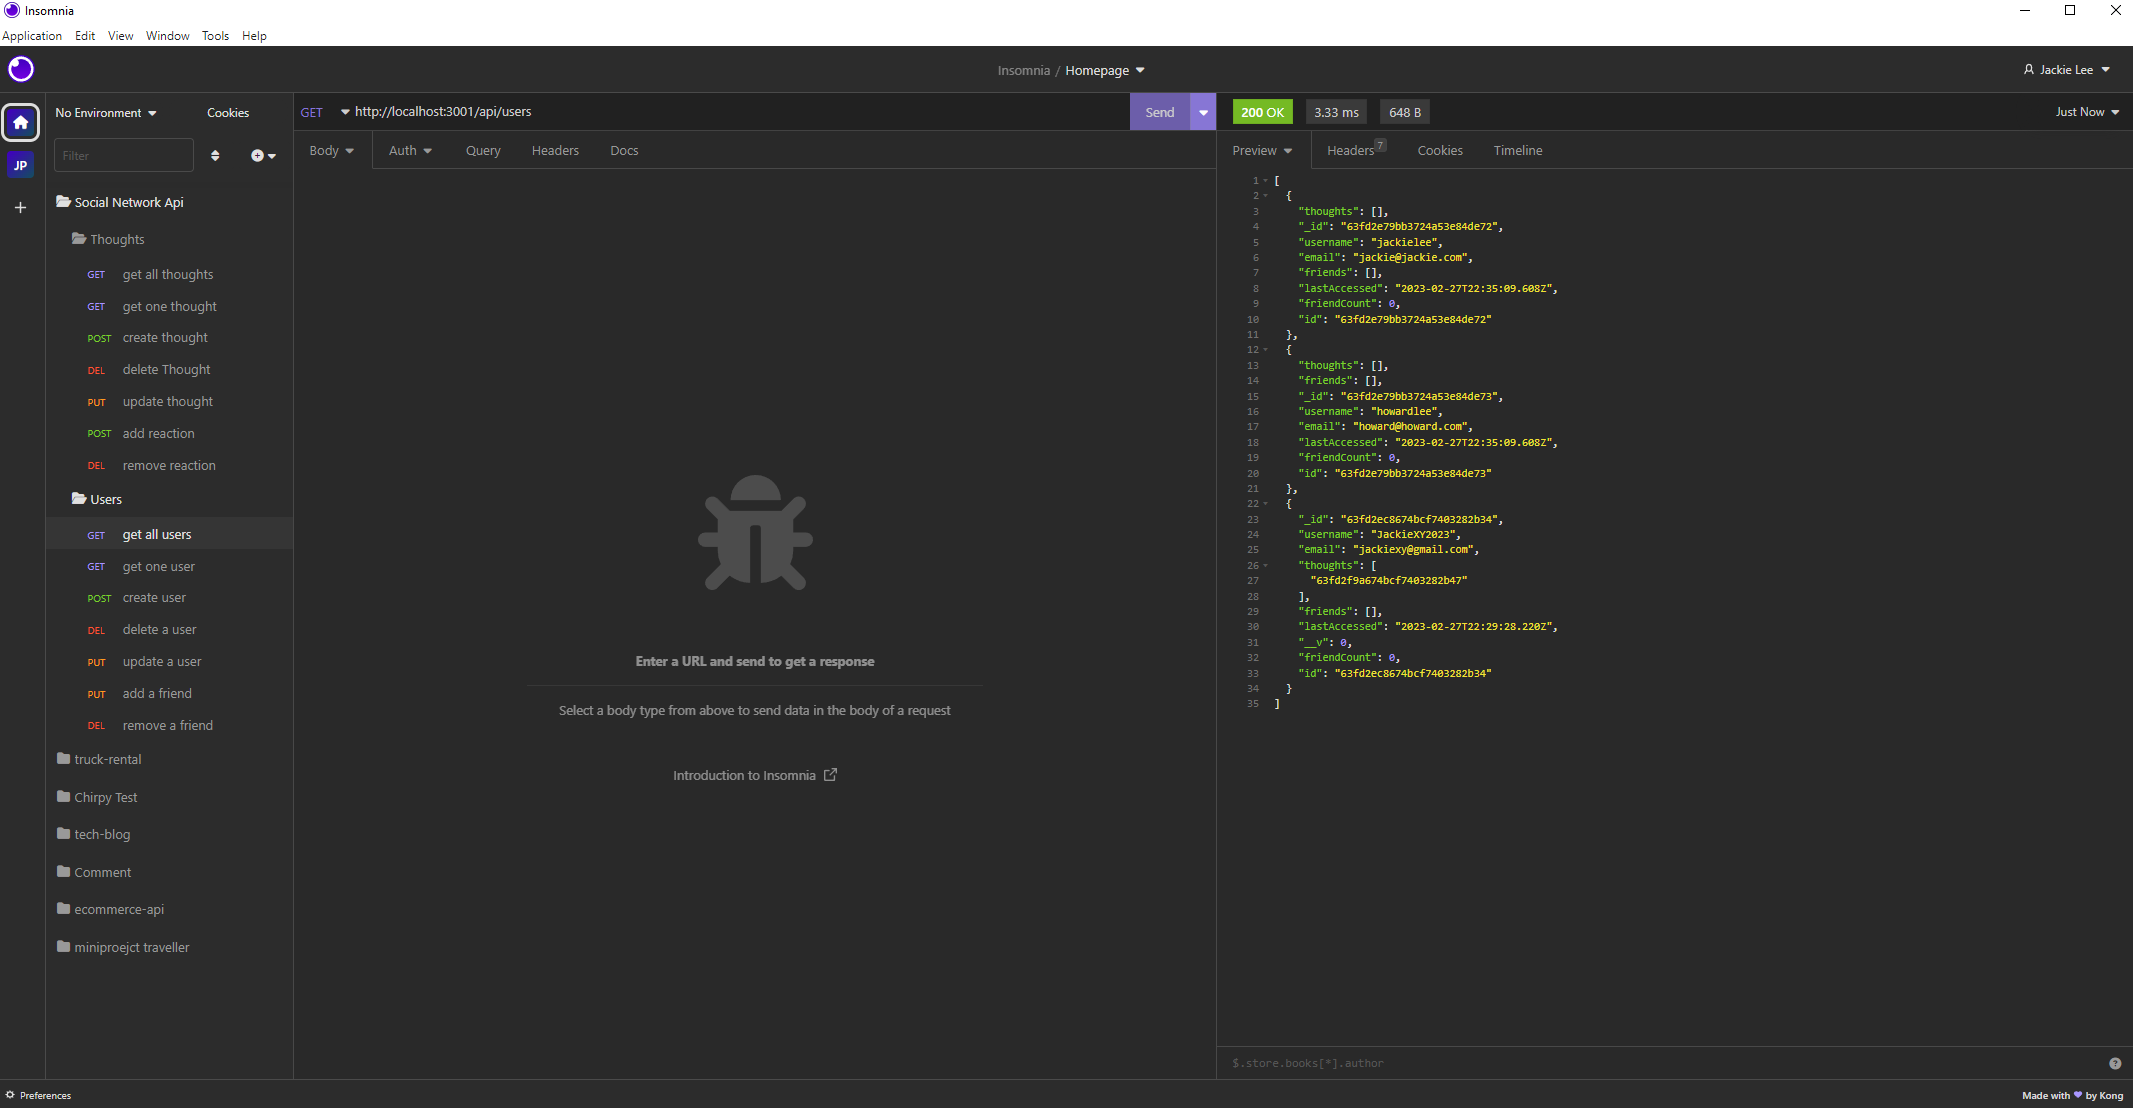 Insomnia
Application Edit View Window Tools Help
Insomnia / Homepage
Jackie Lee
No Environment Cookies
GET http://localhost:3001/api/users Send
200 OK 3.33 ms 648 B Just Now
Filter
JP
Body Auth Query Headers Docs
Preview Headers 7 Cookies Timeline
Social Network Api
Thoughts
GET get all thoughts
GET get one thought
POST create thought
DEL delete Thought
PUT update thought
POST add reaction
DEL remove reaction
Users
GET get all users
GET get one user
POST create user
DEL delete a user
PUT update a user
PUT add a friend
DEL remove a friend
truck-rental
Chirpy Test
tech-blog
Comment
ecommerce-api
miniproejct traveller
Enter a URL and send to get a response
Select a body type from above to send data in the body of a request
Introduction to Insomnia
1 [
2 {
3 "thoughts": [],
4 "_id": "63fd2e79bb3724a53e84de72",
5 "username": "jackielee",
6 "email": "jackie@jackie.com",
7 "friends": [],
8 "lastAccessed": "2023-02-27T22:35:09.608Z",
9 "friendCount": 0,
10 "id": "63fd2e79bb3724a53e84de72"
11 },
12 {
13 "thoughts": [],
14 "friends": [],
15 "_id": "63fd2e79bb3724a53e84de73",
16 "username": "howardlee",
17 "email": "howard@howard.com",
18 "lastAccessed": "2023-02-27T22:35:09.608Z",
19 "friendCount": 0,
20 "id": "63fd2e79bb3724a53e84de73"
21 },
22 {
23 "_id": "63fd2ec8674bcf7403282b34",
24 "username": "JackieXY2023",
25 "email": "jackiexy@gmail.com",
26 "thoughts": [
27 "63fd2f9a674bcf7403282b47"
28 ],
29 "friends": [],
30 "lastAccessed": "2023-02-27T22:29:28.220Z",
31 "__v": 0,
32 "friendCount": 0,
33 "id": "63fd2ec8674bcf7403282b34"
34 }
35 ]
$.store.books[*].author
Preferences
Made with by Kong